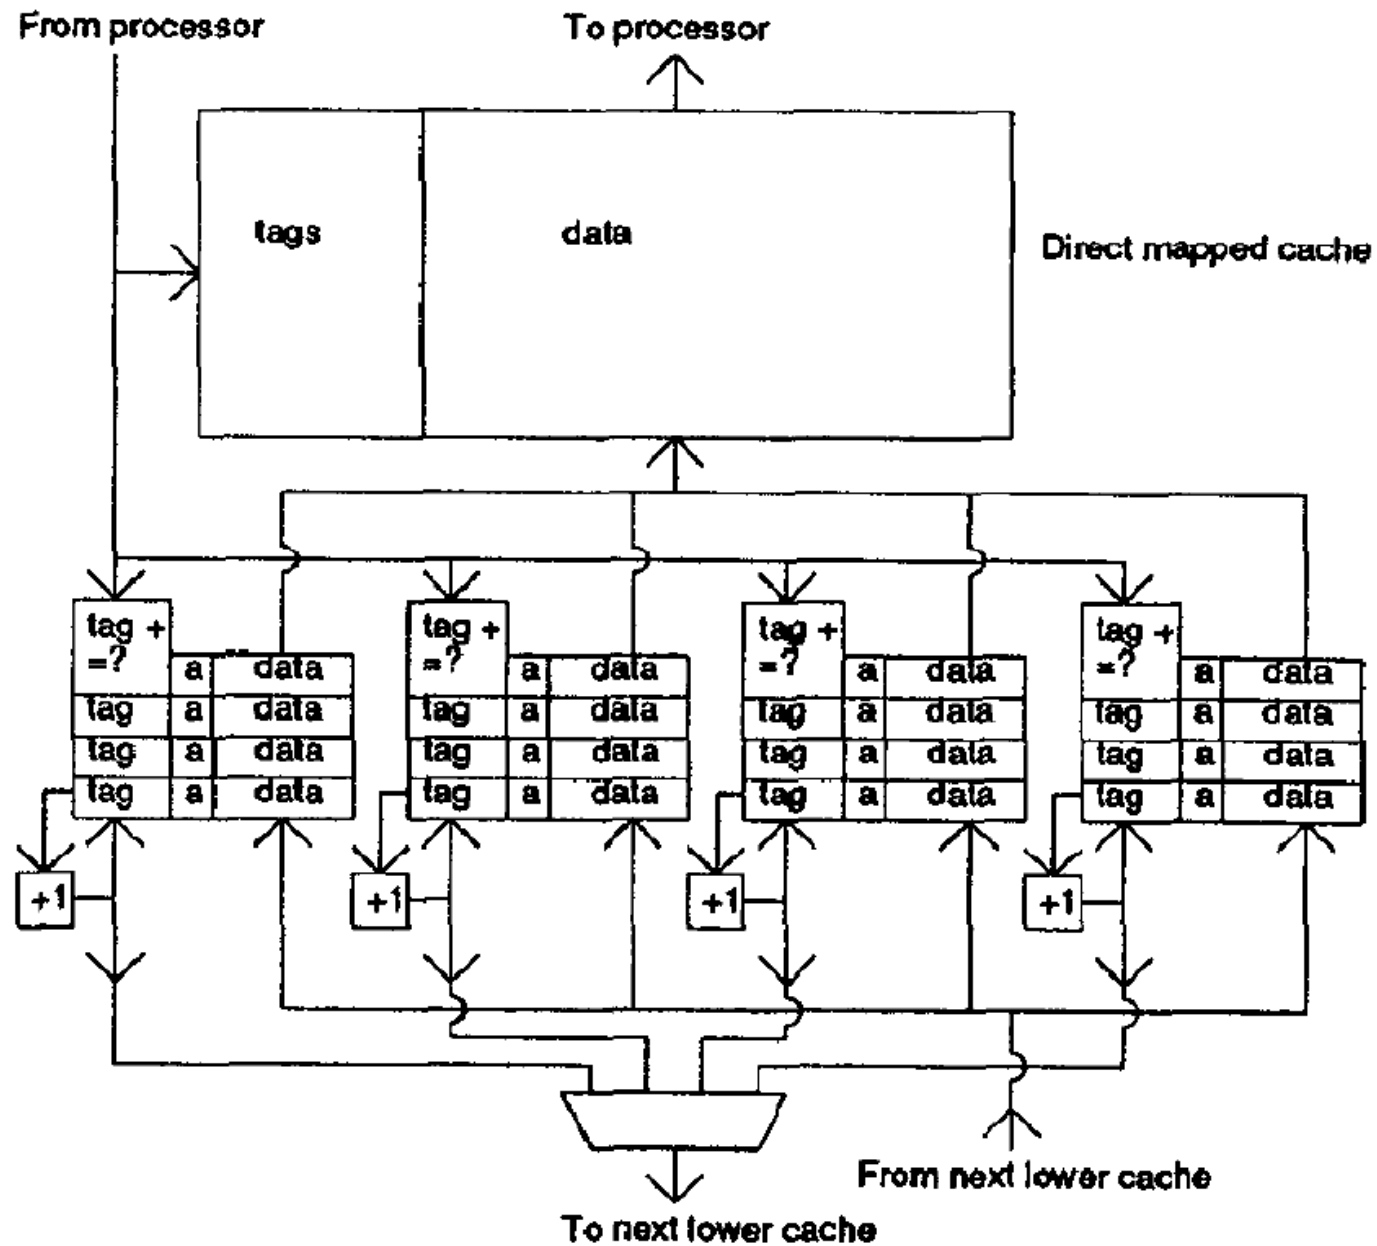 From processor
To processor
tags
data
Direct mapped cache
tag + tag + tag + tag +
=? =? =? =?
a data a data a data a data
tag a data tag a data tag a data tag a data
tag a data tag a data tag a data tag a data
tag a data tag a data tag a data tag a data
+1 +1 +1 +1
From next lower cache
To next lower cache